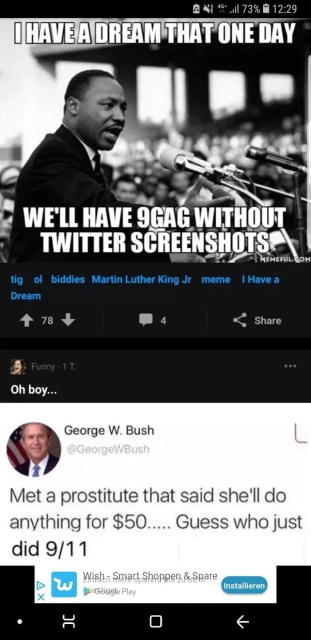 4G+ 73% 12:29
I HAVE A DREAM THAT ONE DAY
WE'LL HAVE 9GAG WITHOUT
TWITTER SCREENSHOTS
MEMEFUL.COM
tig ol biddies Martin Luther King Jr meme I Have a
Dream
78 4 Share
Funny · 1 T.
Oh boy...
George W. Bush
@GeorgeWBush
Met a prostitute that said she'll do
anything for $50..... Guess who just
did 9/11
Wish - Smart Shoppen & Spare
Google Play
Installieren